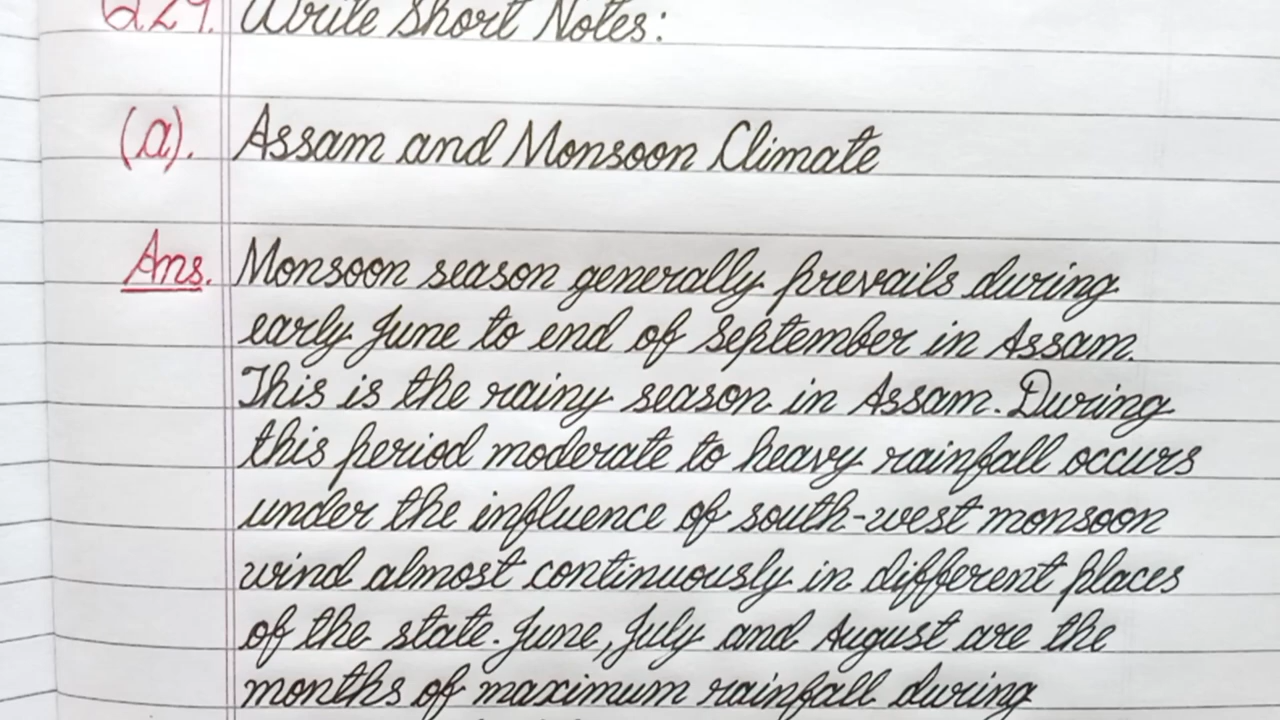 Q29. Write Short Notes:
(a). Assam and Monsoon Climate
Ans. Monsoon season generally prevails during
early June to end of September in Assam.
This is the rainy season in Assam. During
this period moderate to heavy rainfall occurs
under the influence of south-west monsoon
wind almost continuously in different places
of the state. June, July and August are the
months of maximum rainfall during